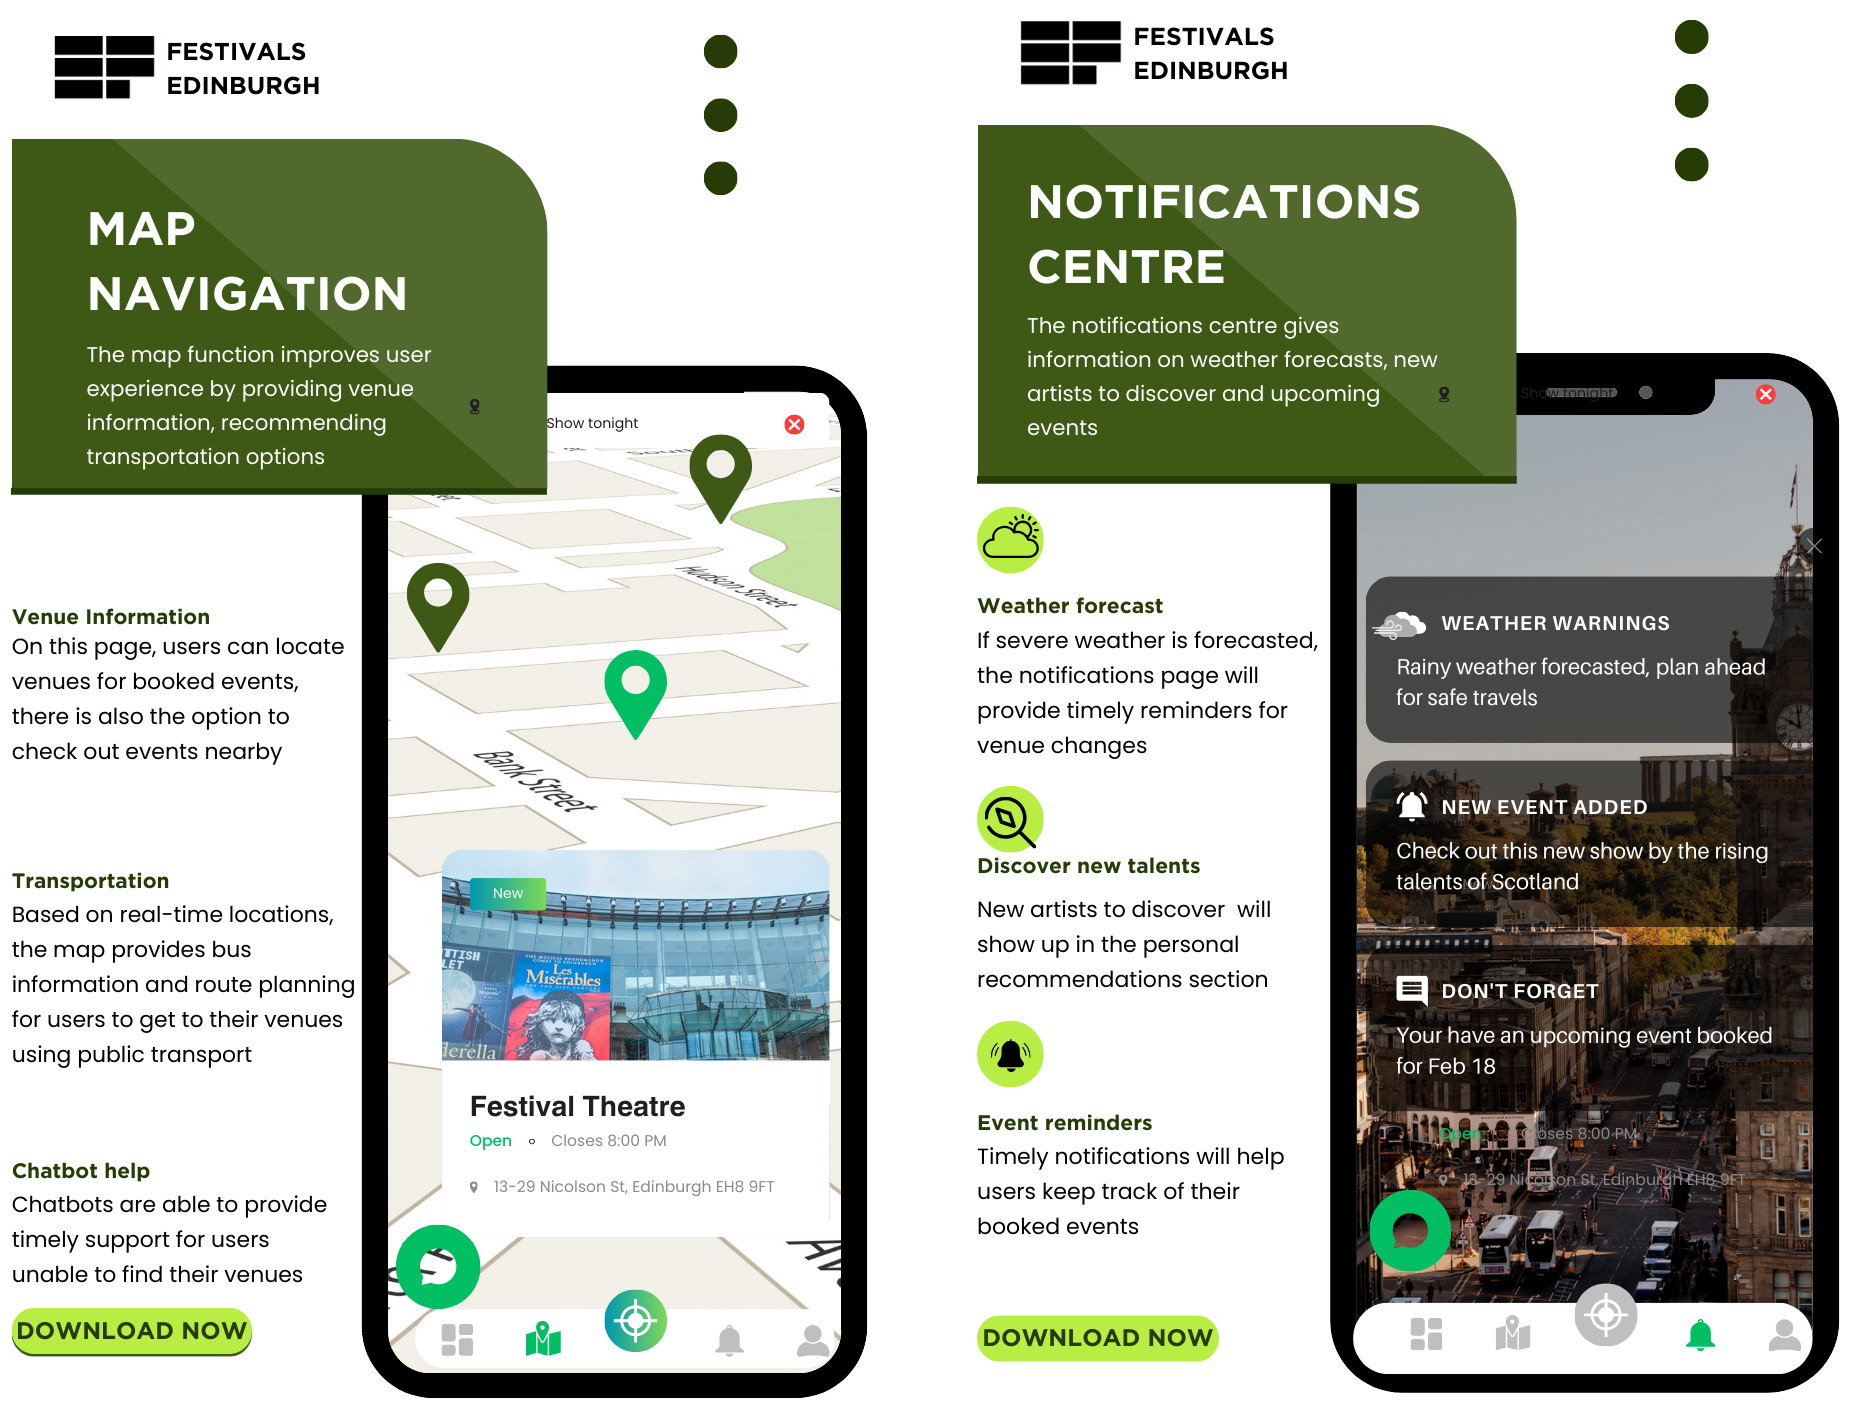 FESTIVALS
EDINBURGH
MAP
NAVIGATION
The map function improves user
experience by providing venue
information, recommending
transportation options
Show tonight
Hudson Street
Bank Street
Venue Information
On this page, users can locate
venues for booked events,
there is also the option to
check out events nearby
Transportation
Based on real-time locations,
the map provides bus
information and route planning
for users to get to their venues
using public transport
Chatbot help
Chatbots are able to provide
timely support for users
unable to find their venues
DOWNLOAD NOW
New
THE MUSICAL PHENOMENON
COMES TO EDINBURGH
Les
Misérables
Festival Theatre
Open
Closes 8:00 PM
13-29 Nicolson St, Edinburgh EH8 9FT
FESTIVALS
EDINBURGH
NOTIFICATIONS
CENTRE
The notifications centre gives
information on weather forecasts, new
artists to discover and upcoming
events
Show tonight
Weather forecast
If severe weather is forecasted,
the notifications page will
provide timely reminders for
venue changes
Discover new talents
New artists to discover  will
show up in the personal
recommendations section
Event reminders
Timely notifications will help
users keep track of their
booked events
DOWNLOAD NOW
WEATHER WARNINGS
Rainy weather forecasted, plan ahead
for safe travels
NEW EVENT ADDED
Check out this new show by the rising
talents of Scotland
DON'T FORGET
Your have an upcoming event booked
for Feb 18
Open
Closes 8:00 PM
13-29 Nicolson St, Edinburgh EH8 9FT